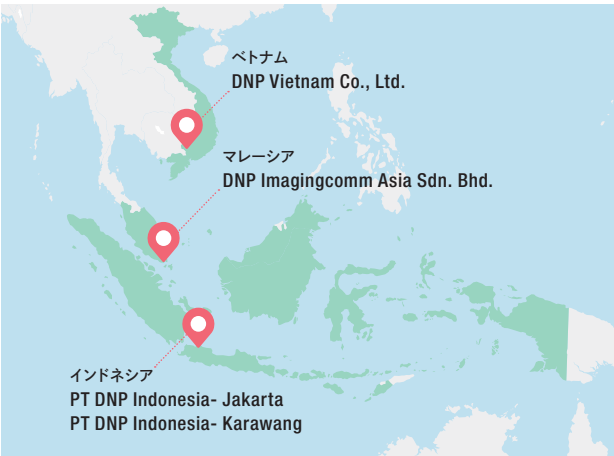 ベトナム
DNP Vietnam Co., Ltd.
マレーシア
DNP Imagingcomm Asia Sdn. Bhd.
インドネシア
PT DNP Indonesia- Jakarta
PT DNP Indonesia- Karawang